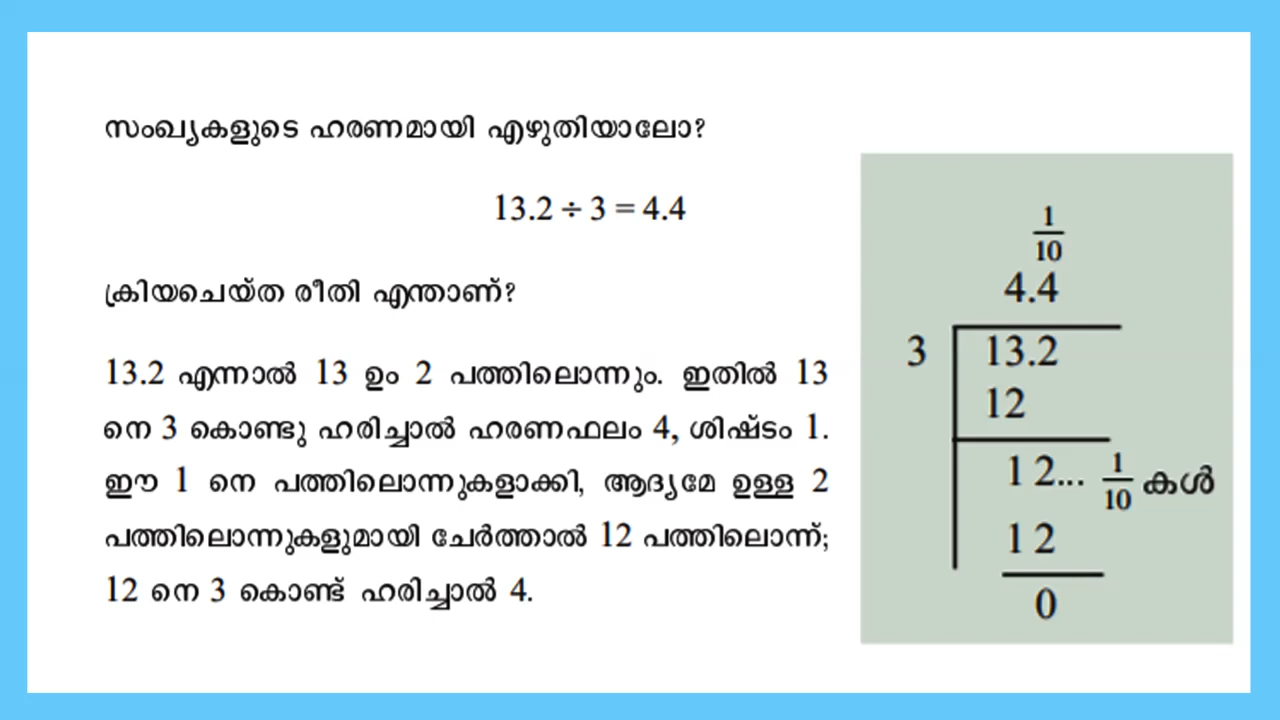 സംഖ്യകളുടെ ഹരണമായി എഴുതിയാലോ?
13.2 ÷ 3 = 4.4
ക്രിയചെയ്ത രീതി എന്താണ്?
13.2 എന്നാൽ 13 ഉം 2 പത്തിലൊന്നും. ഇതിൽ 13
നെ 3 കൊണ്ടു ഹരിച്ചാൽ ഹരണഫലം 4, ശിഷ്ടം 1.
ഈ 1 നെ പത്തിലൊന്നുകളാക്കി, ആദ്യമേ ഉള്ള 2
പത്തിലൊന്നുകളുമായി ചേർത്താൽ 12 പത്തിലൊന്ന്;
12 നെ 3 കൊണ്ട് ഹരിച്ചാൽ 4.
1
10
4.4
3 13.2
12
1 2... 1/10 കൾ
1 2
0